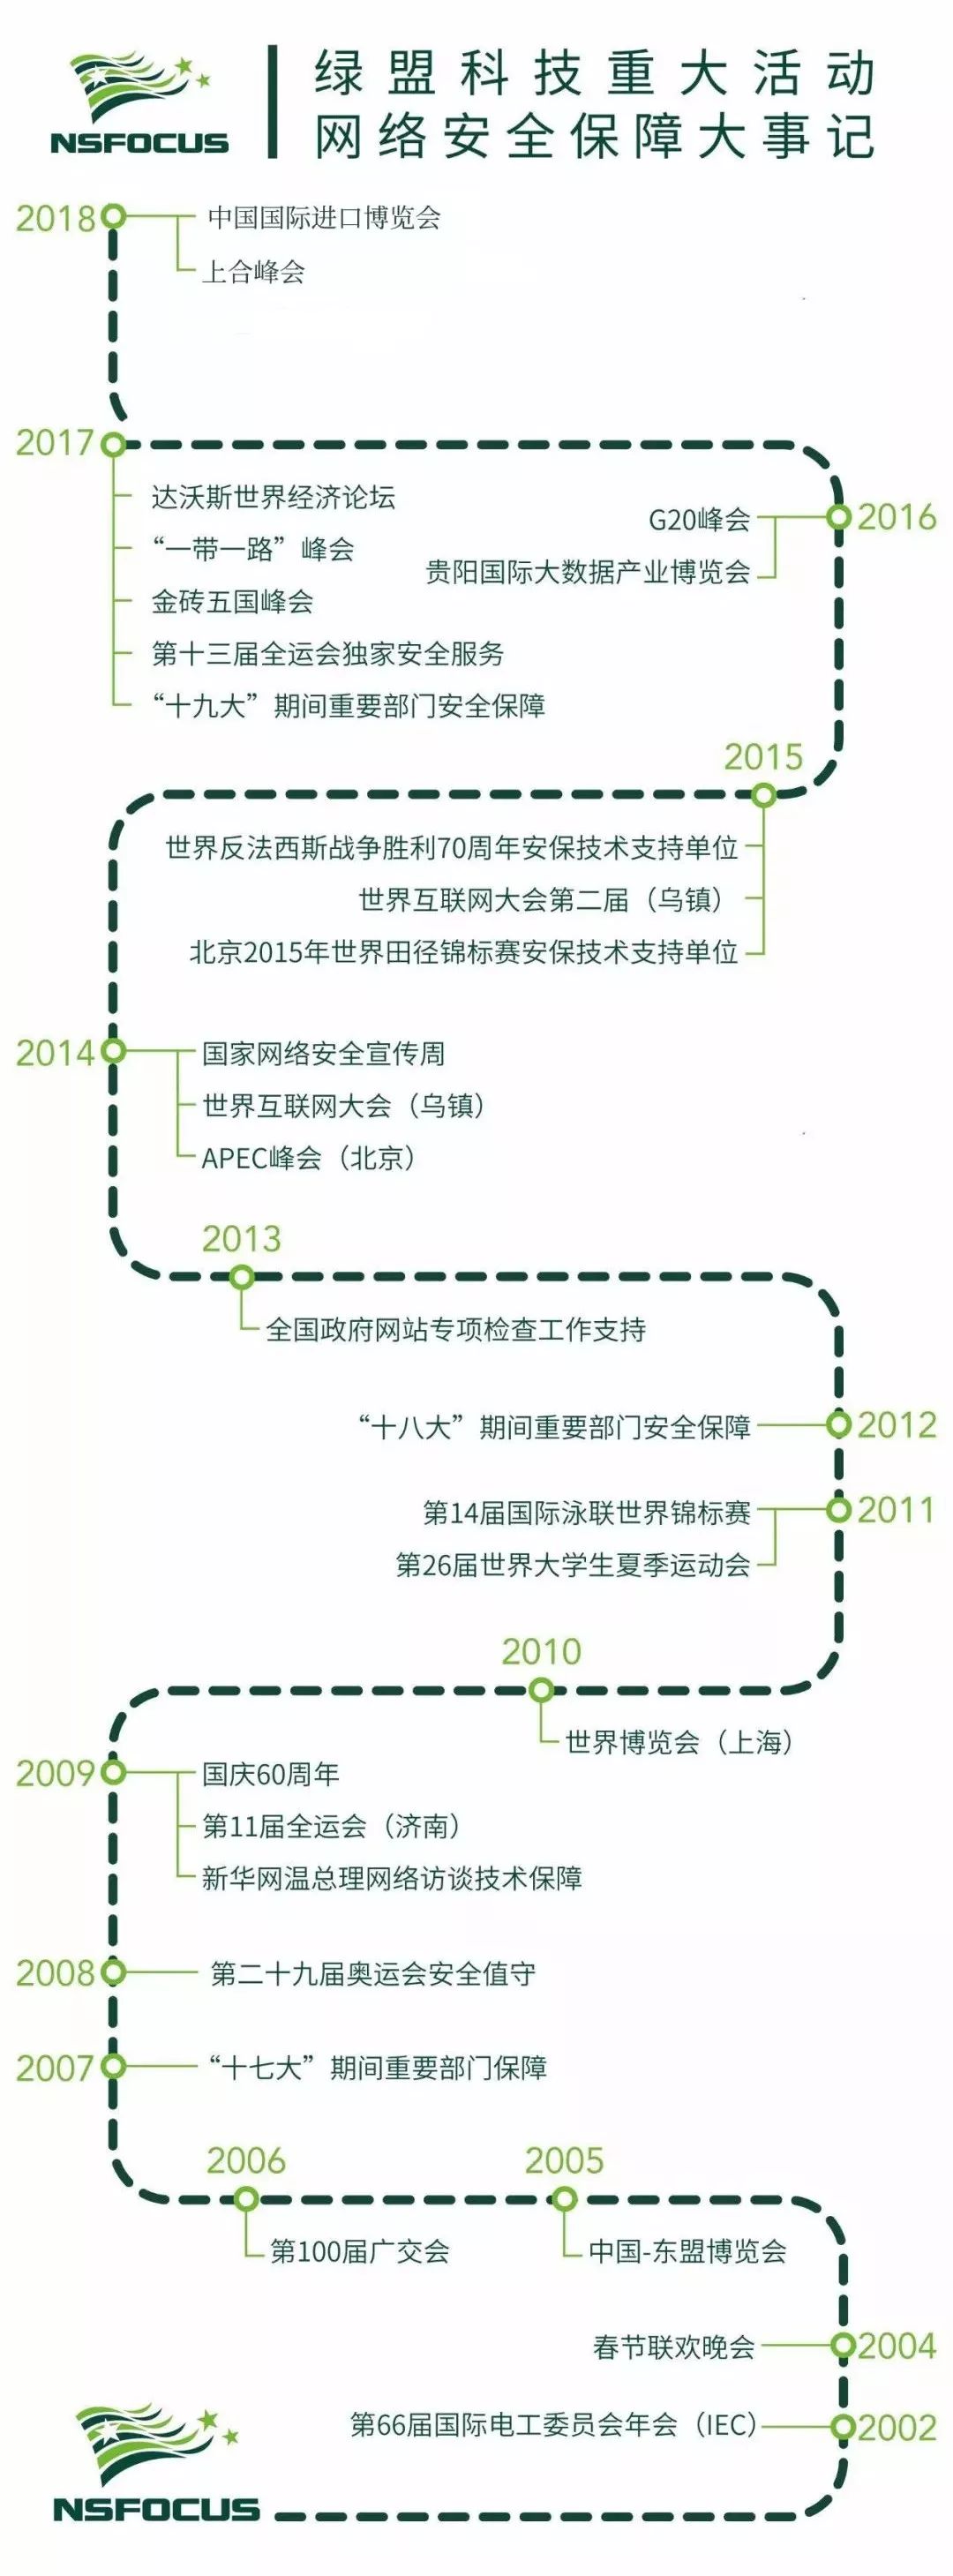 NSFOCUS
绿盟科技重大活动
网络安全保障大事记
2018
中国国际进口博览会
上合峰会
2017
达沃斯世界经济论坛
“一带一路”峰会
金砖五国峰会
第十三届全运会独家安全服务
“十九大”期间重要部门安全保障
2016
G20峰会
贵阳国际大数据产业博览会
2015
世界反法西斯战争胜利70周年安保技术支持单位
世界互联网大会第二届（乌镇）
北京2015年世界田径锦标赛安保技术支持单位
2014
国家网络安全宣传周
世界互联网大会（乌镇）
APEC峰会（北京）
2013
全国政府网站专项检查工作支持
“十八大”期间重要部门安全保障
2012
第14届国际泳联世界锦标赛
2011
第26届世界大学生夏季运动会
2010
世界博览会（上海）
2009
国庆60周年
第11届全运会（济南）
新华网温总理网络访谈技术保障
2008
第二十九届奥运会安全值守
2007
“十七大”期间重要部门保障
2006
第100届广交会
2005
中国-东盟博览会
春节联欢晚会
2004
第66届国际电工委员会年会（IEC）
2002
NSFOCUS